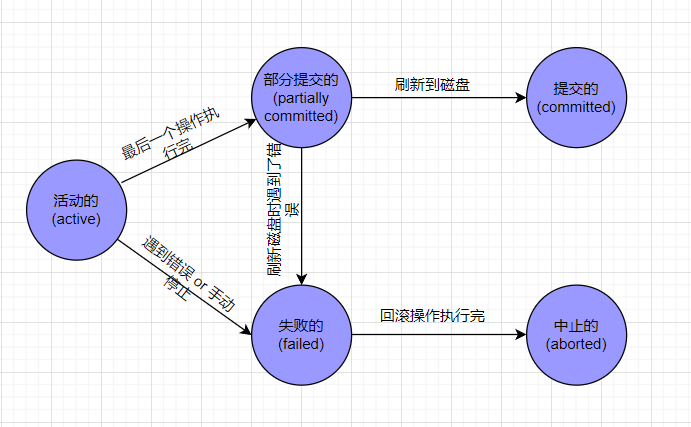 部分提交的
(partially
committed)
刷新到磁盘
提交的
(committed)
最后一个操作执
行完
活动的
(active)
刷新磁盘时遇到了错
误
遇到错误 or 手动
停止
失败的
(failed)
回滚操作执行完
中止的
(aborted)